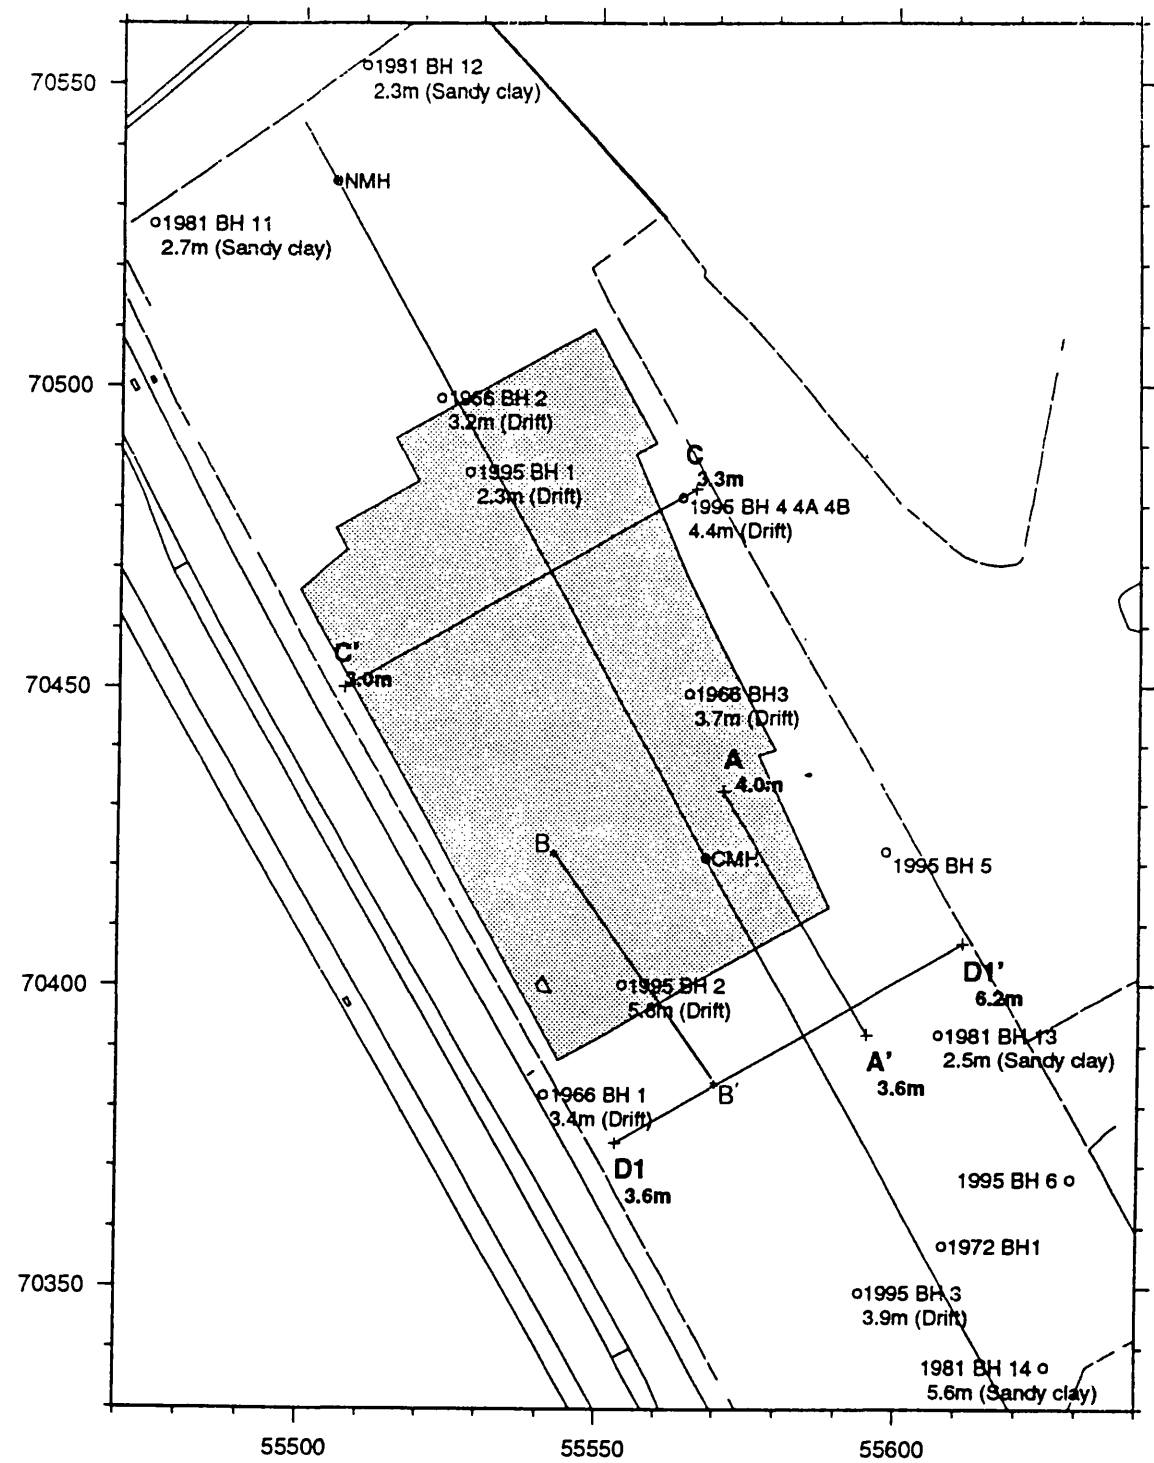 70550
1981 BH 12
2.3m (Sandy clay)
NMH
1981 BH 11
2.7m (Sandy clay)
70500
1966 BH 2
3.2m (Drift)
C
3.3m
1995 BH 1
2.3m (Drift)
1995 BH 4 4A 4B
4.4m (Drift)
C'
3.0m
70450
1966 BH3
3.7m (Drift)
A
4.0m
B
CMH
1995 BH 5
D1'
6.2m
70400
1995 BH 2
5.8m (Drift)
1981 BH 13
2.5m (Sandy clay)
A'
3.6m
1966 BH 1
3.4m (Drift)
B'
D1
3.6m
1995 BH 6
1972 BH1
70350
1995 BH 3
3.9m (Drift)
1981 BH 14
5.6m (Sandy clay)
55500
55550
55600